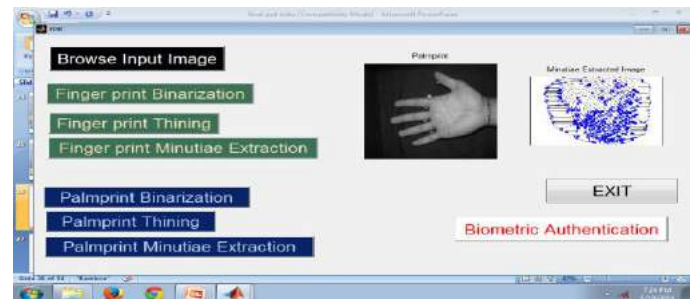 Browse Input Image
Finger print Binarization
Finger print Thining
Finger print Minutiae Extraction
Palmprint Binarization
Palmprint Thining
Palmprint Minutiae Extraction
Palmprint
Minutiae Extracted Image
EXIT
Biometric Authentication